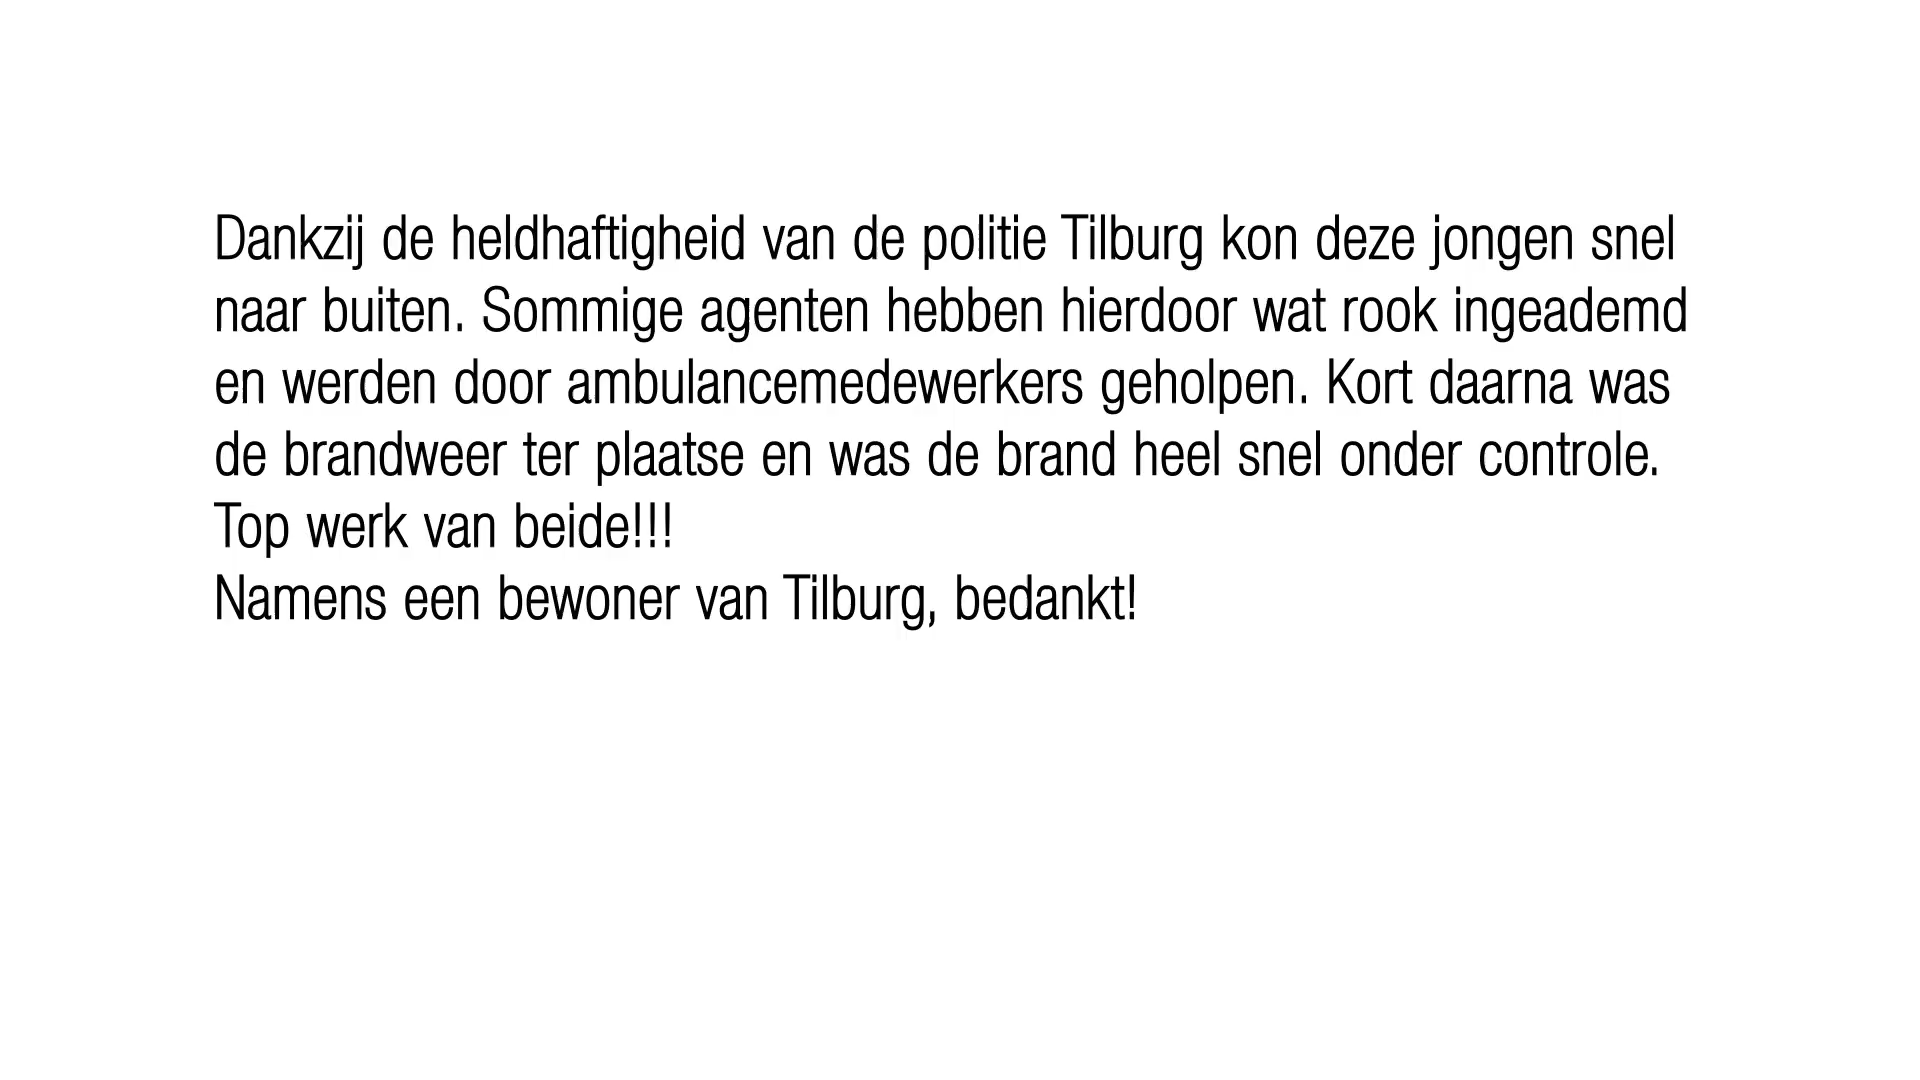 Dankzij de heldhaftigheid van de politie Tilburg kon deze jongen snel
naar buiten. Sommige agenten hebben hierdoor wat rook ingeademd
en werden door ambulancemedewerkers geholpen. Kort daarna was
de brandweer ter plaatse en was de brand heel snel onder controle.
Top werk van beide!!!
Namens een bewoner van Tilburg, bedankt!